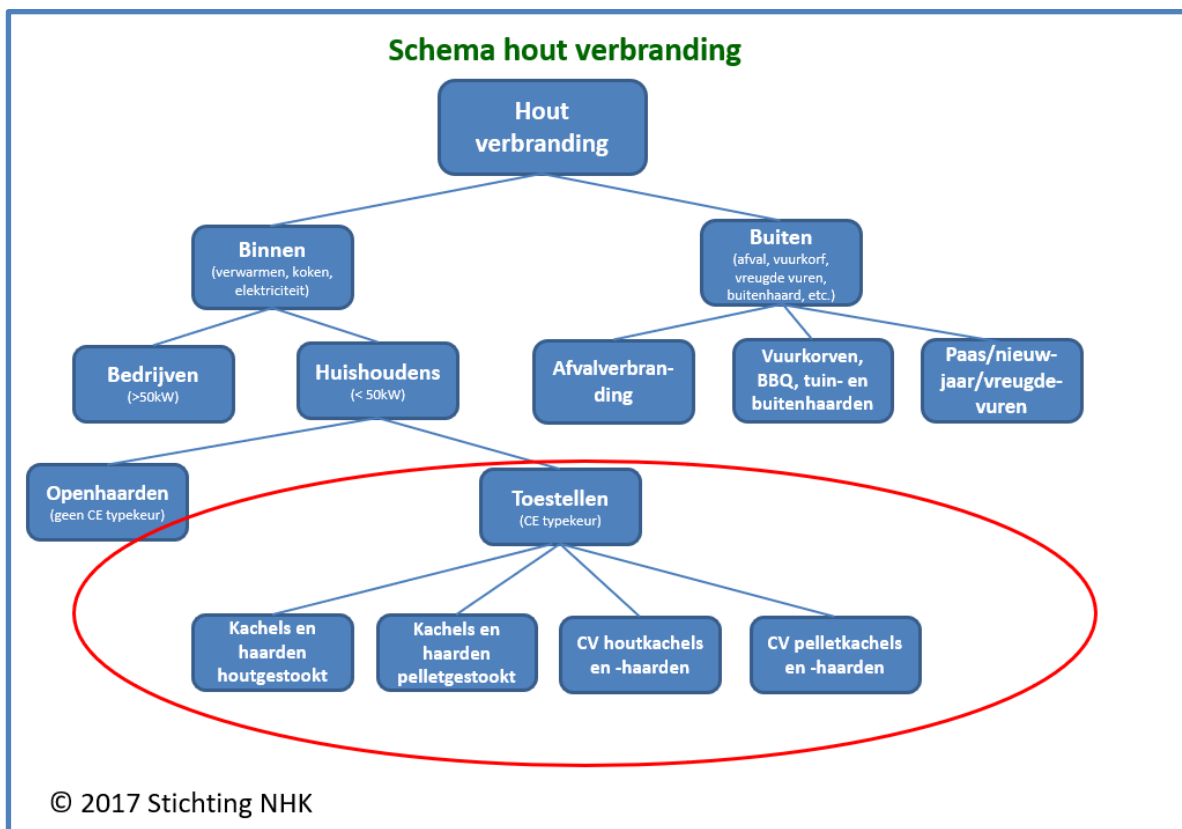 Schema hout verbranding
Hout
verbranding
Binnen
(verwarmen, koken,
elektriciteit)
Buiten
(afval, vuurkorf,
vreugde vuren,
buitenhaard, etc.)
Bedrijven
(>50kW)
Huishoudens
(< 50kW)
Afvalverbran-
ding
Vuurkorven,
BBQ, tuin- en
buitenhaarden
Paas/nieuw-
jaar/vreugde-
vuren
Openhaarden
(geen CE typekeur)
Toestellen
(CE typekeur)
Kachels en
haarden
houtgestookt
Kachels en
haarden
pelletgestookt
CV houtkachels
en -haarden
CV pelletkachels
en -haarden
© 2017 Stichting NHK